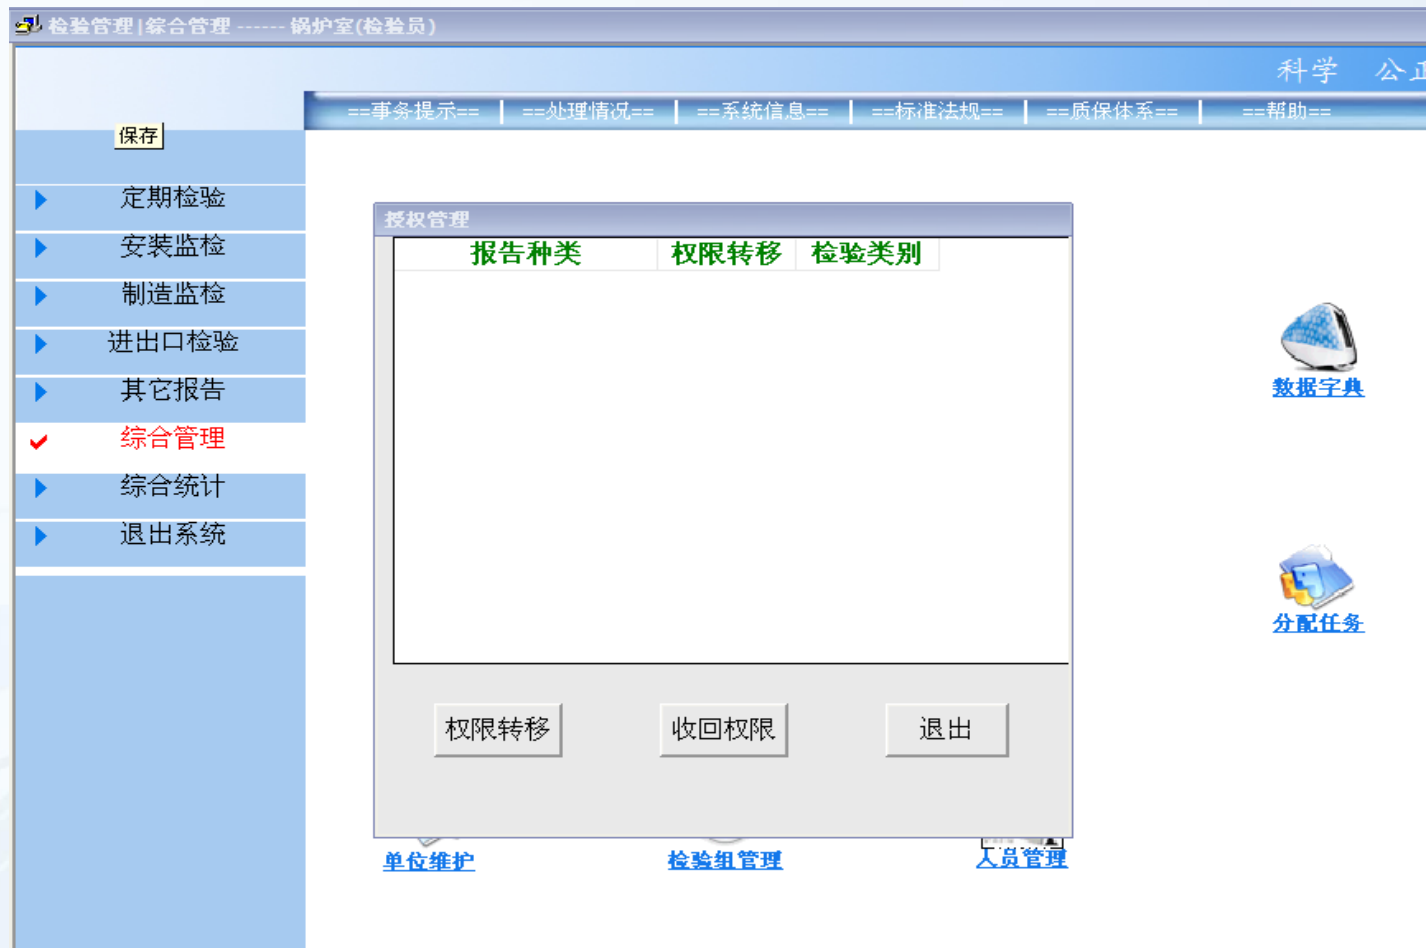 检验管理|综合管理 ------ 锅炉室(检验员)
科学 公正
==事务提示== ==处理情况== ==系统信息== ==标准法规== ==质保体系== ==帮助==
保存
定期检验
安装监检
制造监检
进出口检验
其它报告
综合管理
综合统计
退出系统
授权管理
报告种类 权限转移 检验类别
权限转移 收回权限 退出
数据字典
分配任务
单位维护 检验组管理 人员管理